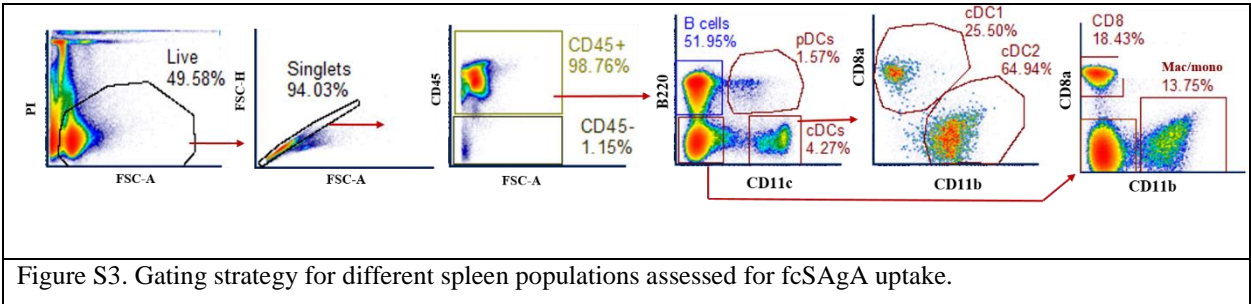 PI
Live
49.58%
FSC-A
FSC-H
Singlets
94.03%
FSC-A
CD45
CD45+
98.76%
CD45-
1.15%
FSC-A
B220
B cells
51.95%
pDCs
1.57%
cDCs
4.27%
CD11c
CD8a
cDC1
25.50%
cDC2
64.94%
CD11b
CD8a
CD8
18.43%
Mac/mono
13.75%
CD11b
Figure S3. Gating strategy for different spleen populations assessed for fcSAgA uptake.